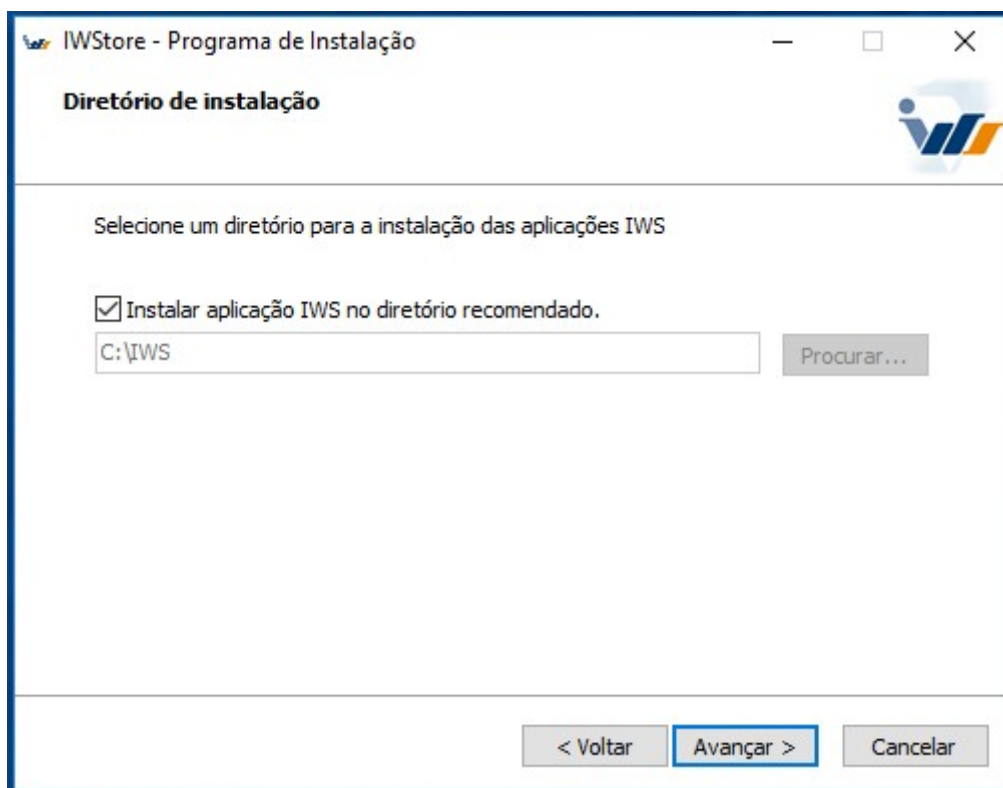 IWStore - Programa de Instalação
Diretório de instalação
Selecione um diretório para a instalação das aplicações IWS
Instalar aplicação IWS no diretório recomendado.
C:\IWS
Procurar...
< Voltar
Avançar >
Cancelar